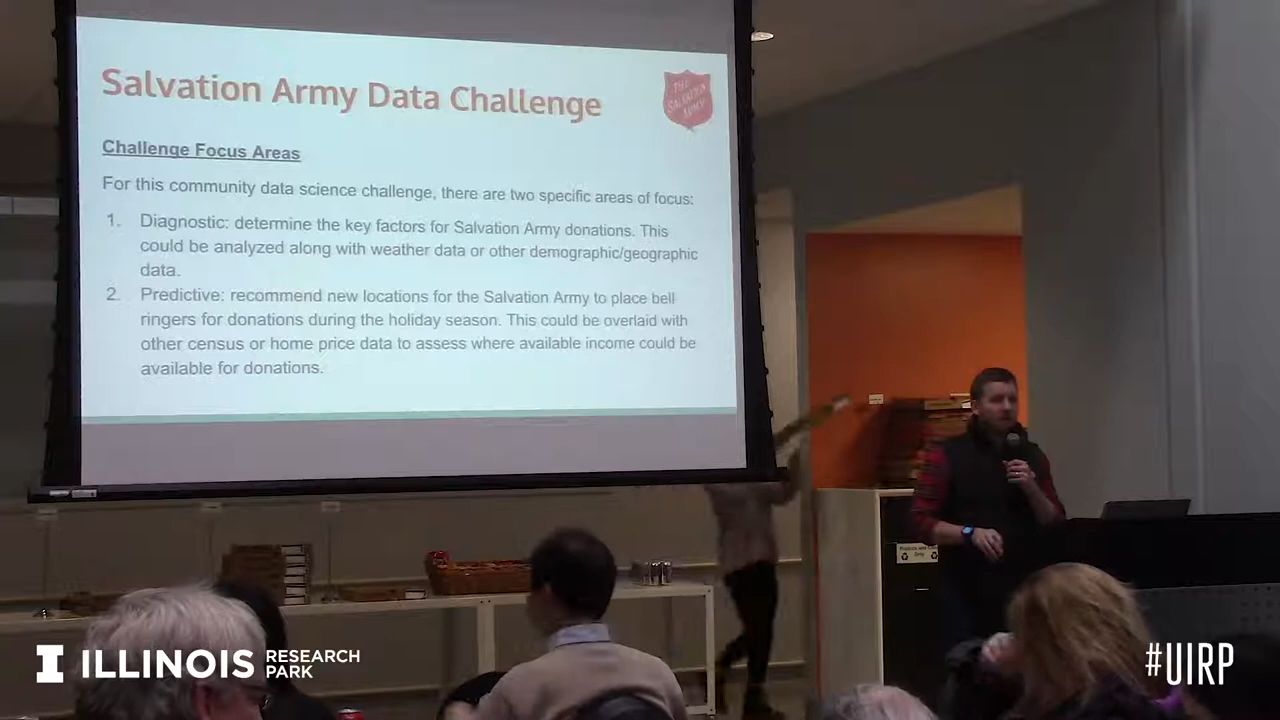 Salvation Army Data Challenge
THE
SALVATION
ARMY
Challenge Focus Areas
For this community data science challenge, there are two specific areas of focus:
1. Diagnostic: determine the key factors for Salvation Army donations. This
could be analyzed along with weather data or other demographic/geographic
data.
2. Predictive: recommend new locations for the Salvation Army to place bell
ringers for donations during the holiday season. This could be overlaid with
other census or home price data to assess where available income could be
available for donations.
I ILLINOIS RESEARCH
PARK
#UIRP